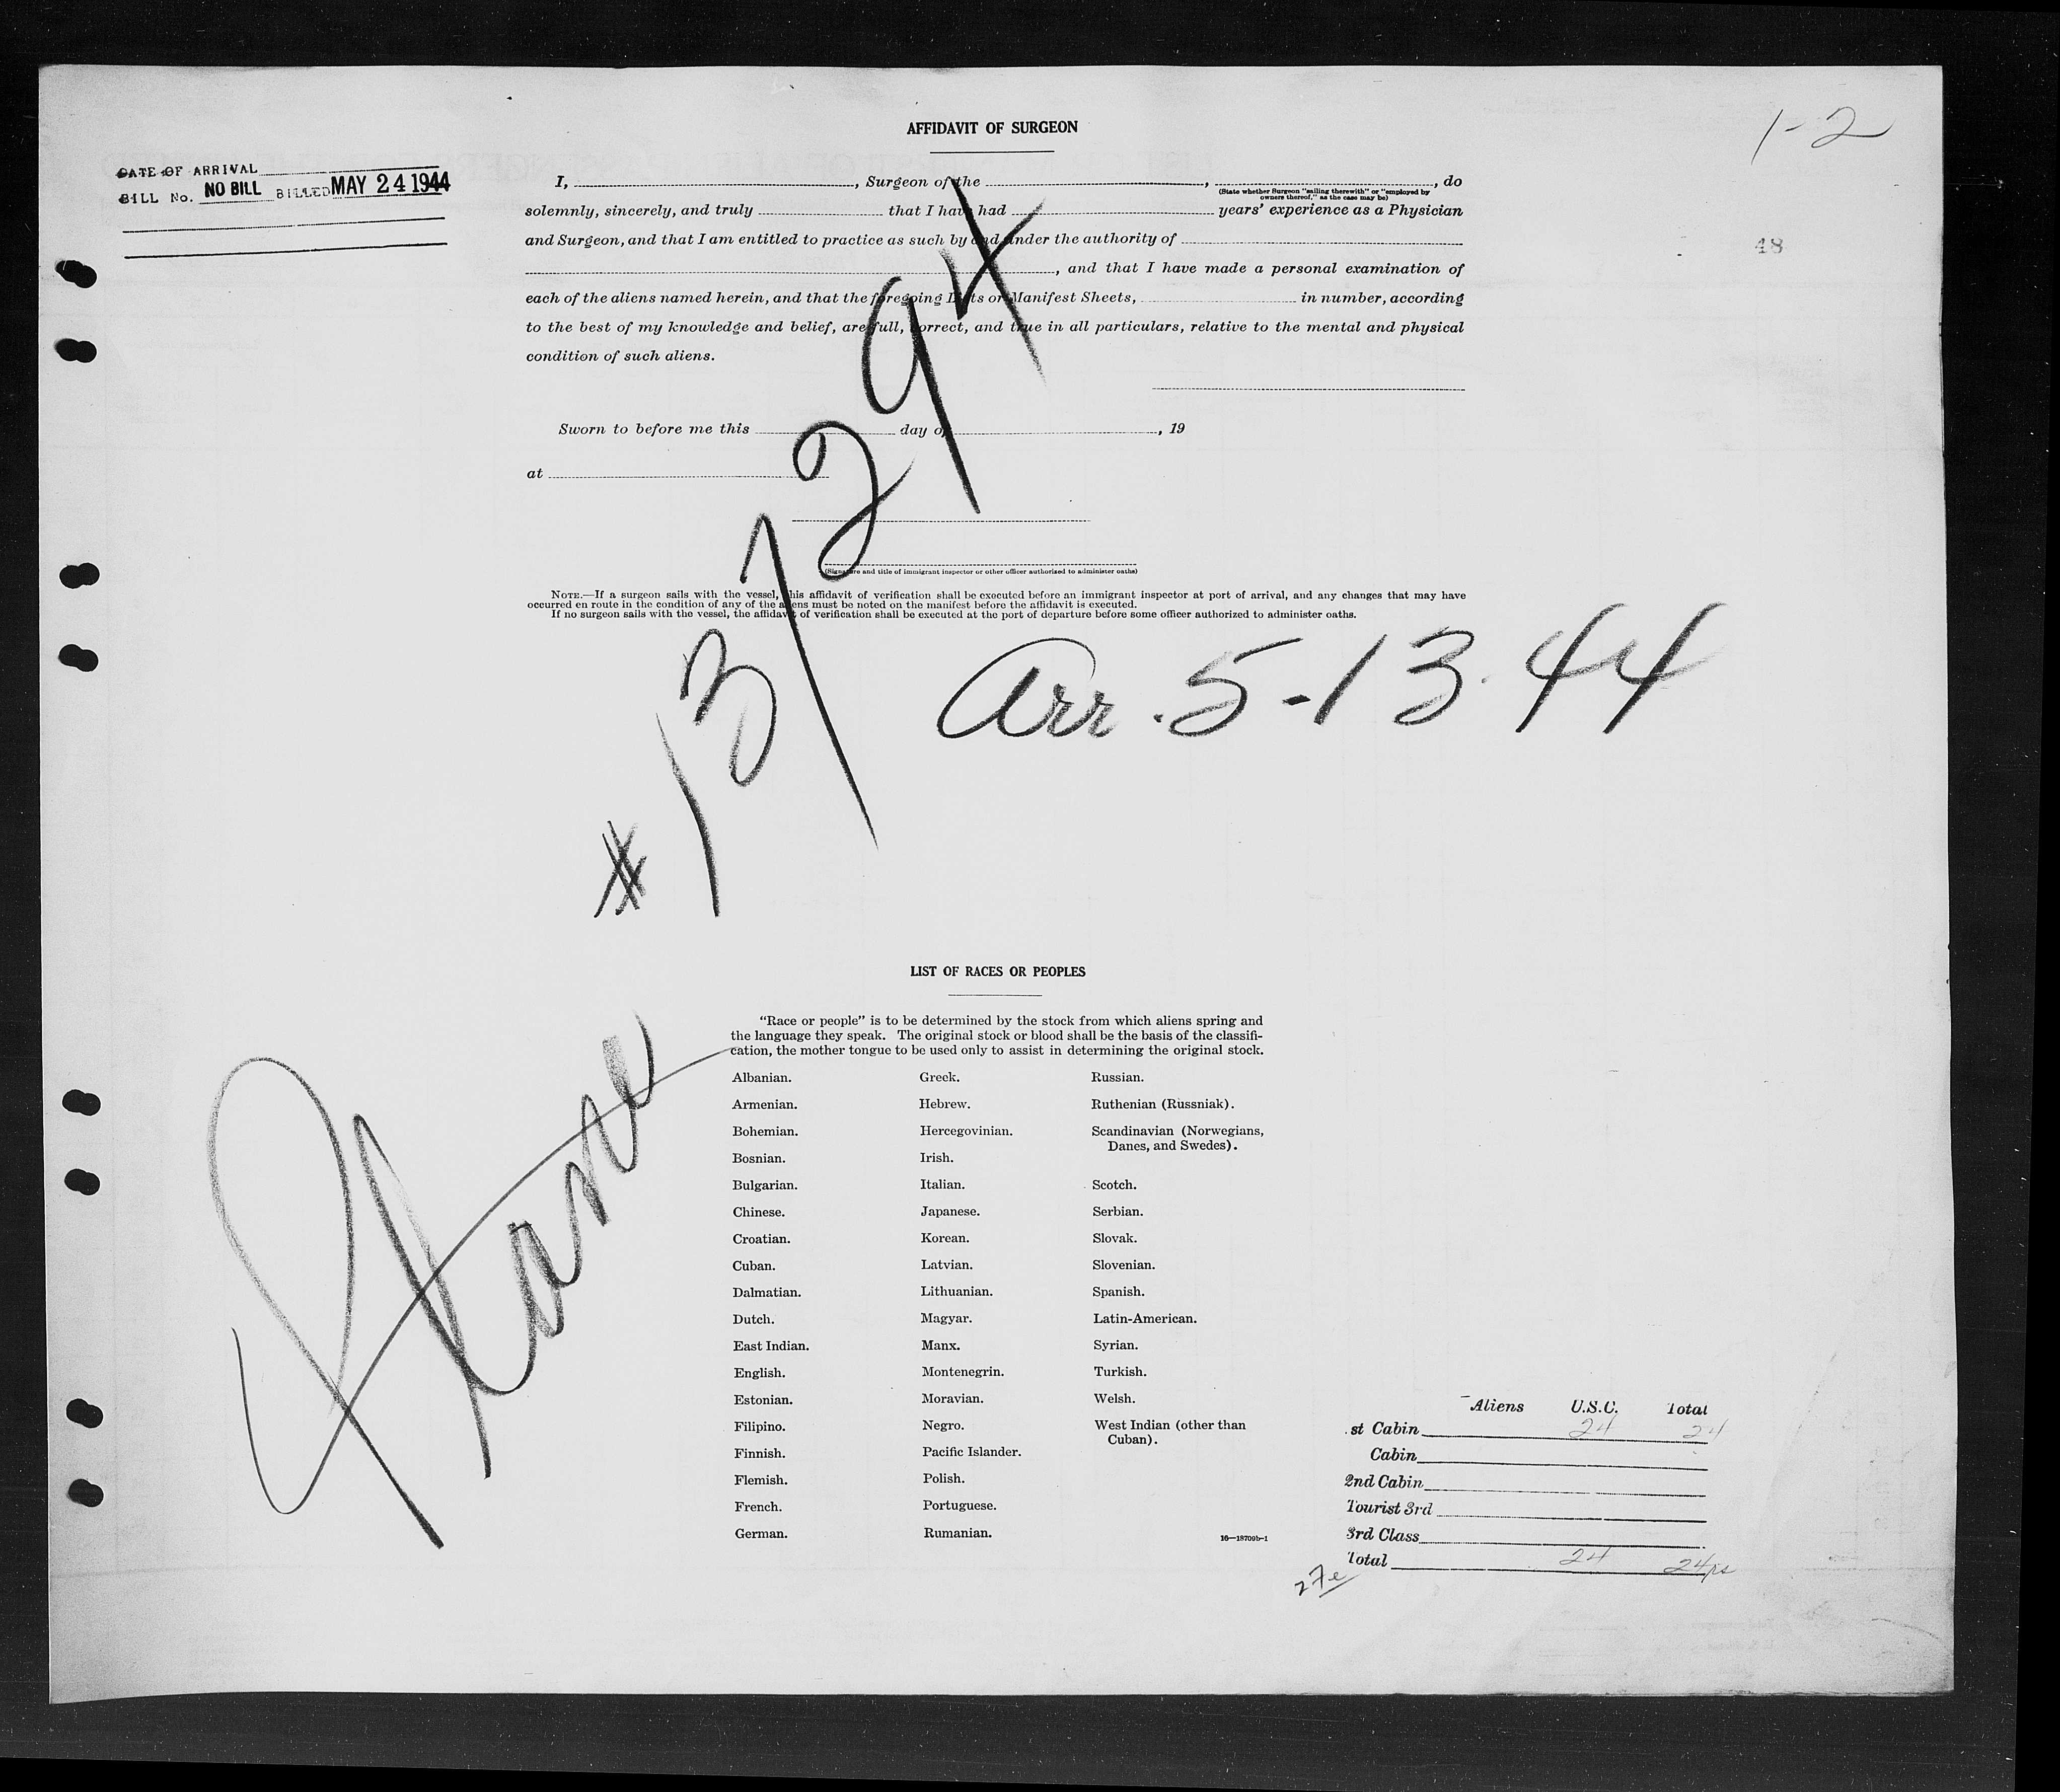 AFFIDAVIT OF SURGEON
1-2
DATE OF ARRIVAL
BILL No. NO BILL BILLED MAY 24 1944
I, , Surgeon of the , , do
(State whether Surgeon "sailing therewith" or "employed by
owners thereof," as the case may be)
solemnly, sincerely, and truly that I have had years' experience as a Physician
and Surgeon, and that I am entitled to practice as such by and under the authority of
48
, and that I have made a personal examination of
each of the aliens named herein, and that the foregoing Lists or Manifest Sheets, in number, according
to the best of my knowledge and belief, are full, correct, and true in all particulars, relative to the mental and physical
condition of such aliens.
Sworn to before me this day of , 19
at
(Signature and title of immigrant inspector or other officer authorized to administer oaths)
NOTE.—If a surgeon sails with the vessel, this affidavit of verification shall be executed before an immigrant inspector at port of arrival, and any changes that may have
occurred en route in the condition of any of the aliens must be noted on the manifest before the affidavit is executed.
If no surgeon sails with the vessel, the affidavit of verification shall be executed at the port of departure before some officer authorized to administer oaths.
# 137294
Arr. 5-13-44
Plane
LIST OF RACES OR PEOPLES
"Race or people" is to be determined by the stock from which aliens spring and
the language they speak. The original stock or blood shall be the basis of the classifi-
cation, the mother tongue to be used only to assist in determining the original stock.
Albanian.
Armenian.
Bohemian.
Bosnian.
Bulgarian.
Chinese.
Croatian.
Cuban.
Dalmatian.
Dutch.
East Indian.
English.
Estonian.
Filipino.
Finnish.
Flemish.
French.
German.
Greek.
Hebrew.
Hercegovinian.
Irish.
Italian.
Japanese.
Korean.
Latvian.
Lithuanian.
Magyar.
Manx.
Montenegrin.
Moravian.
Negro.
Pacific Islander.
Polish.
Portuguese.
Rumanian.
Russian.
Ruthenian (Russniak).
Scandinavian (Norwegians,
Danes, and Swedes).
Scotch.
Serbian.
Slovak.
Slovenian.
Spanish.
Latin-American.
Syrian.
Turkish.
Welsh.
West Indian (other than
Cuban).
16—18709b-1
Aliens U.S.C. Total
st Cabin 24 24
Cabin
2nd Cabin
Tourist 3rd
3rd Class
Total 24 24